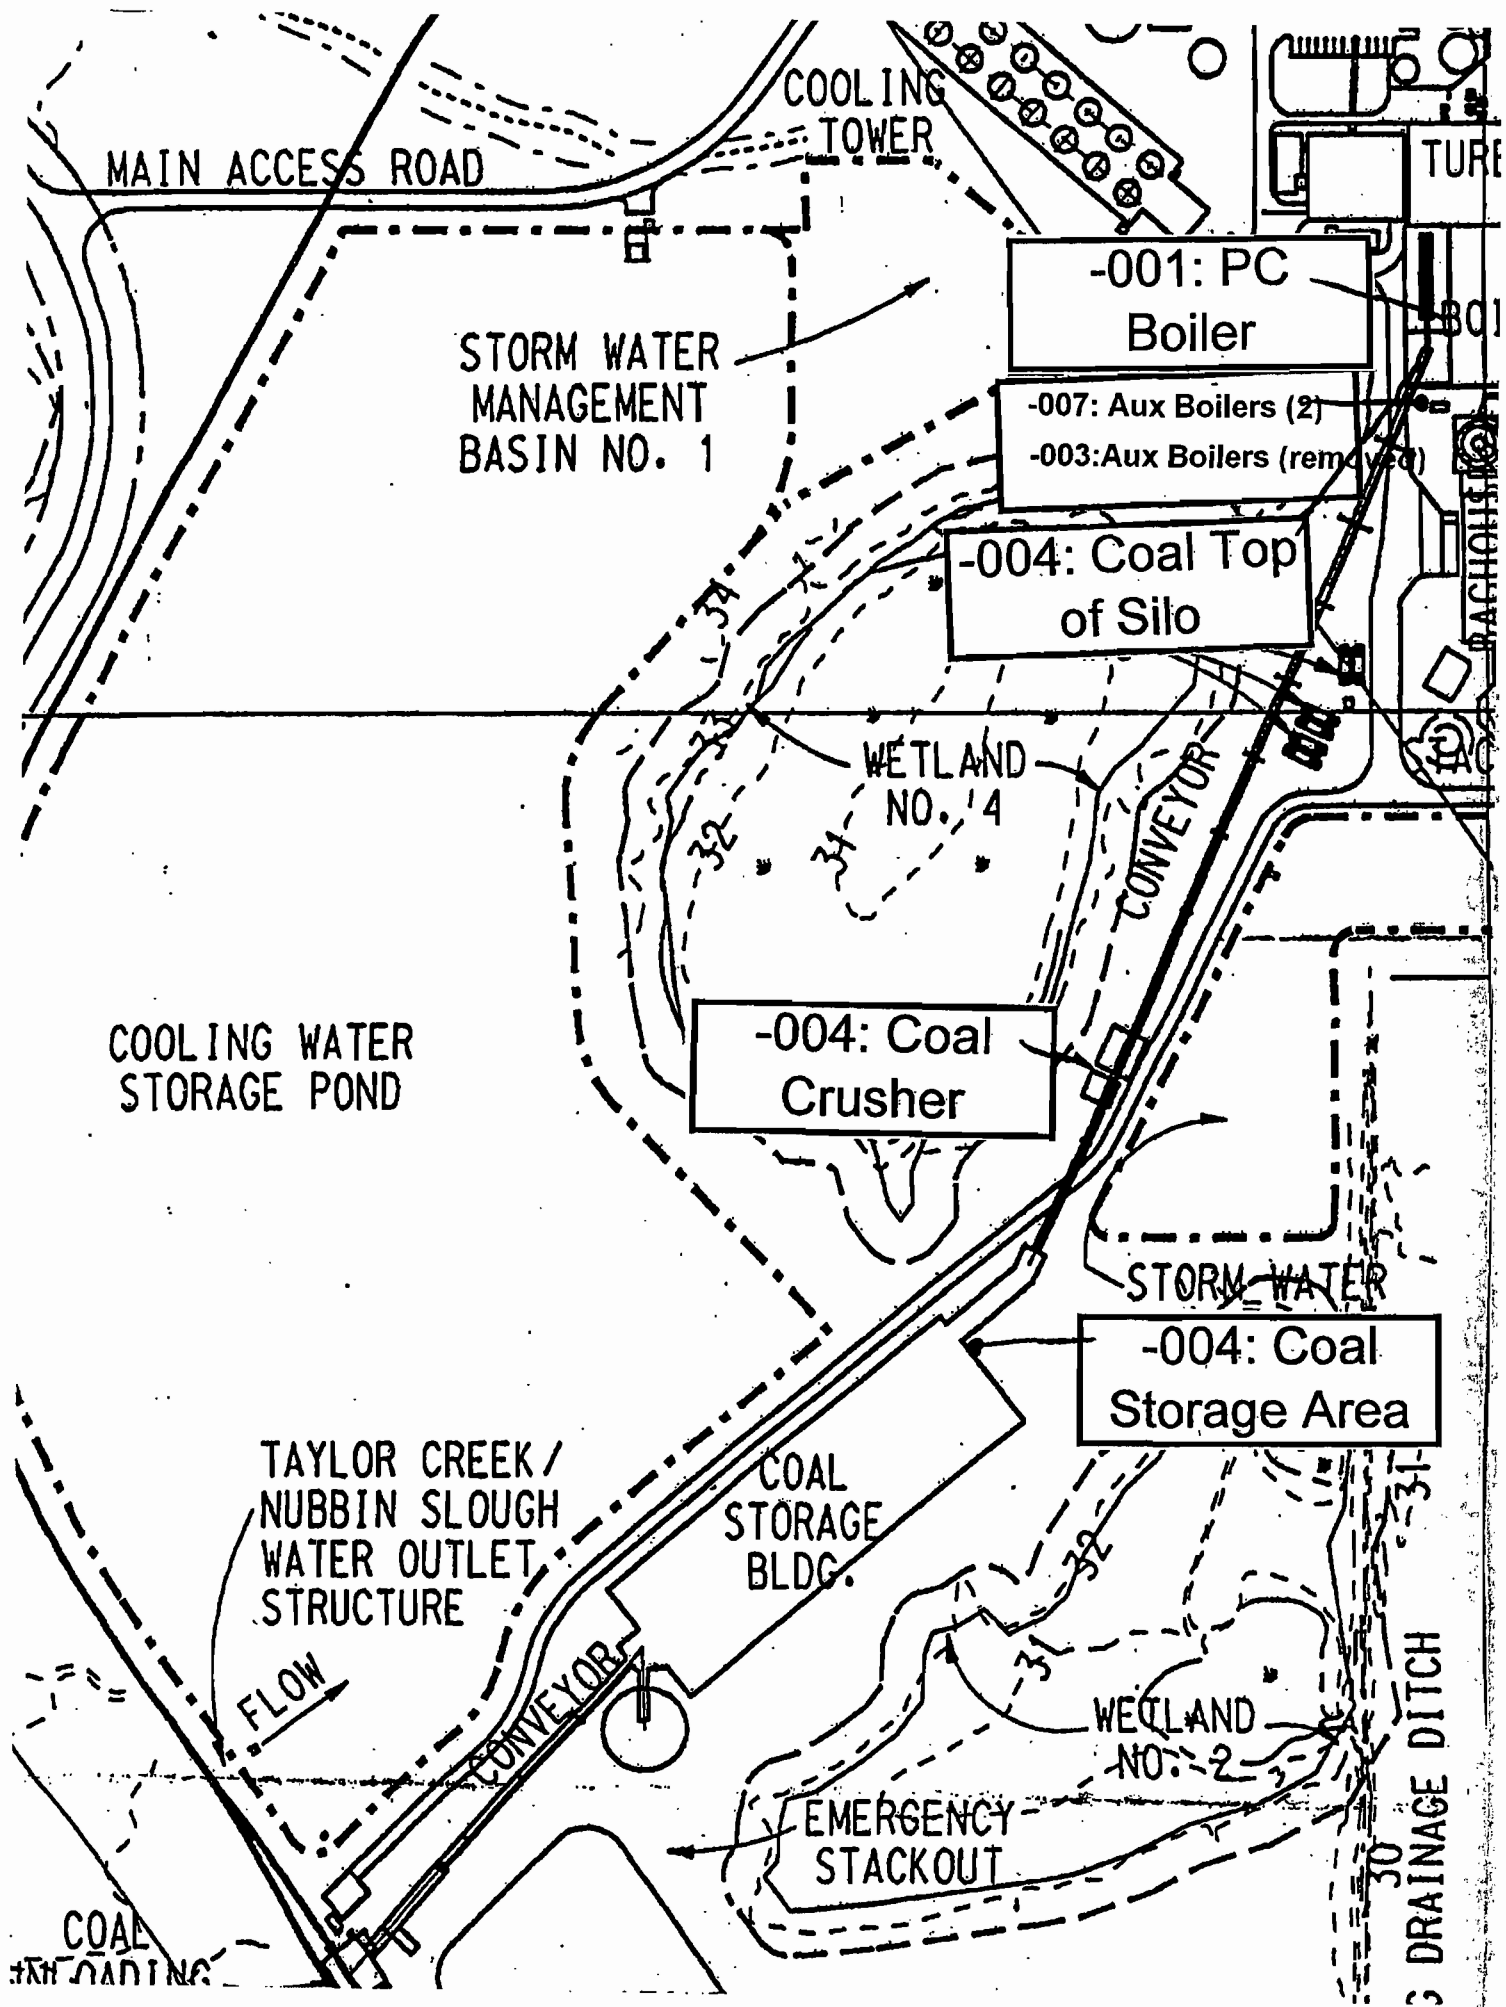 COOLING
TOWER
MAIN ACCESS ROAD
-001: PC
Boiler
STORM WATER
MANAGEMENT
BASIN NO. 1
-007: Aux Boilers (2)
-003:Aux Boilers (removed)
-004: Coal Top
of Silo
34
33
WETLAND
NO. 4
32
31
CONVEYOR
COOLING WATER
STORAGE POND
-004: Coal
Crusher
STORM WATER
-004: Coal
Storage Area
TAYLOR CREEK/
NUBBIN SLOUGH
WATER OUTLET
STRUCTURE
FLOW
COAL
STORAGE
BLDG.
CONVEYOR
32
31
31
WETLAND
NO. 2
EMERGENCY
STACKOUT
30
DRAINAGE DITCH
COAL